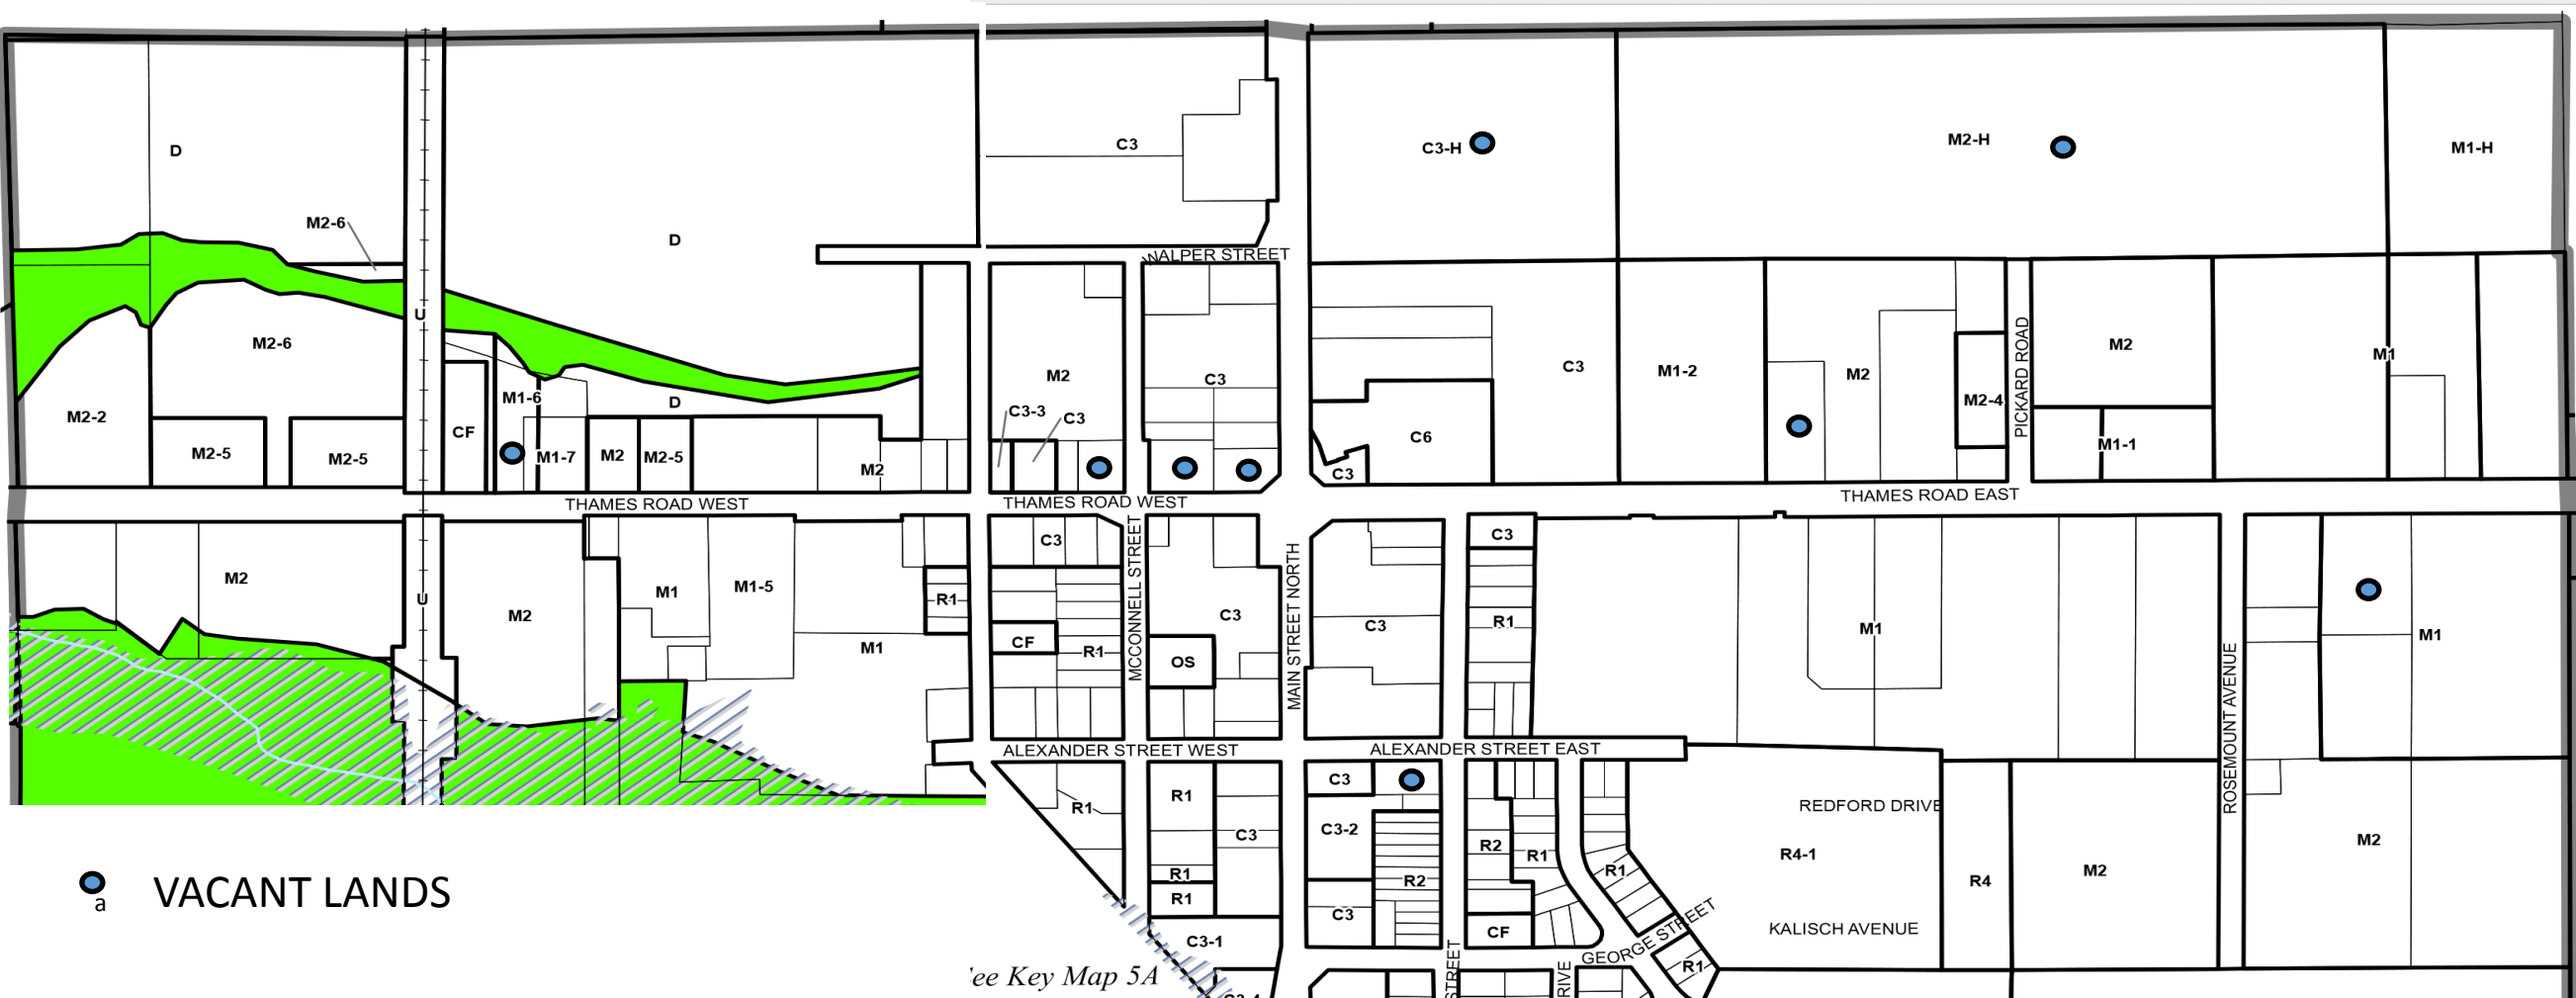 D
C3
C3-H
M2-H
M1-H
M2-6
D
WALPER STREET
U
M2-6
M2
C3
C3
M1-2
M2
PICKARD ROAD
M2
M1
M2-2
M1-6
D
C3-3
C3
M2-4
M2-5
M2-5
CF
M1-7
M2
M2-5
M2
C6
C3
M1-1
THAMES ROAD WEST
THAMES ROAD WEST
THAMES ROAD EAST
M2
U
M2
M1
M1-5
M1
R1
C3
CF
R1
MCCONNELL STREET
C3
OS
MAIN STREET NORTH
C3
C3
R1
M1
ROSEMOUNT AVENUE
M1
ALEXANDER STREET WEST
ALEXANDER STREET EAST
R1
R1
C3
R1
R1
C3-1
C3
C3-2
R2
C3
R2
R1
CF
R1
REDFORD DRIVE
R4-1
KALISCH AVENUE
GEORGE STREET
R1
R4
M2
M2
STREET
a
VACANT LANDS
ee Key Map 5A